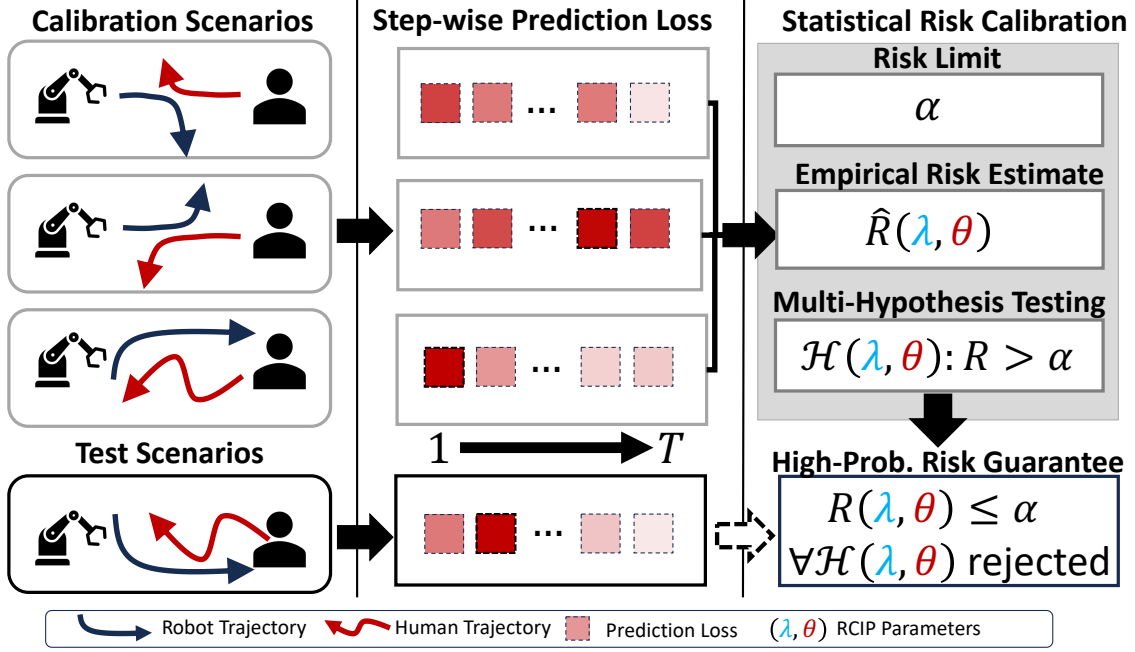 Calibration Scenarios
Step-wise Prediction Loss
Statistical Risk Calibration
Risk Limit
α
...
Empirical Risk Estimate
R̂(λ, θ)
...
Multi-Hypothesis Testing
ℋ(λ, θ): R > α
...
1
T
Test Scenarios
...
High-Prob. Risk Guarantee
R(λ, θ) ≤ α
∀ℋ(λ, θ) rejected
Robot Trajectory
Human Trajectory
Prediction Loss
(λ, θ) RCIP Parameters